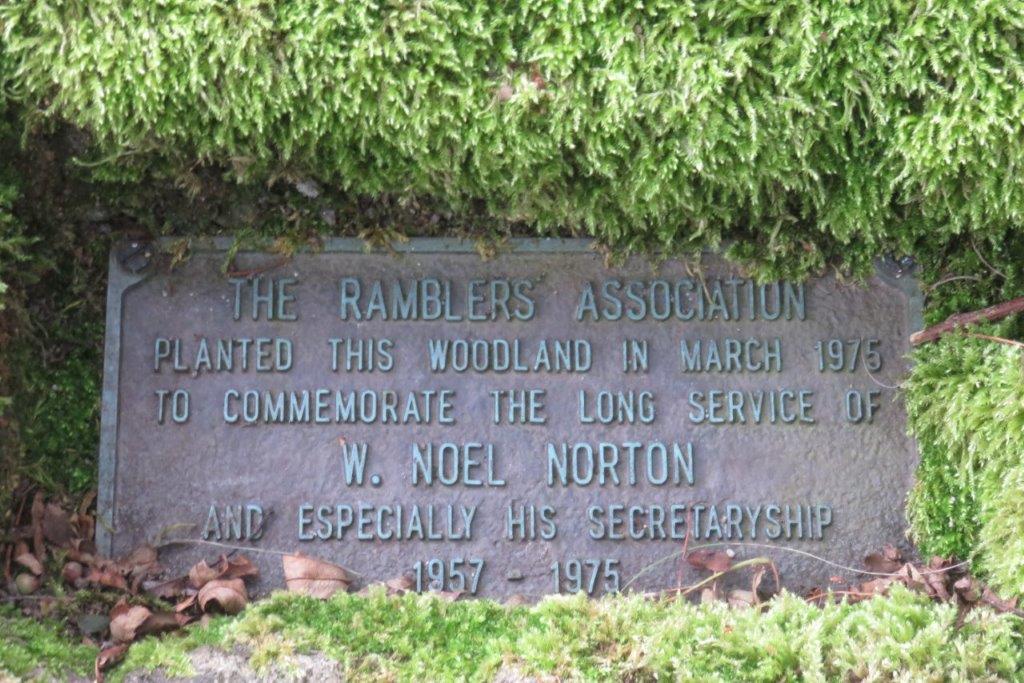 THE RAMBLERS' ASSOCIATION
PLANTED THIS WOODLAND IN MARCH 1975
TO COMMEMORATE THE LONG SERVICE OF
W. NOEL NORTON
AND ESPECIALLY HIS SECRETARYSHIP
1957 - 1975